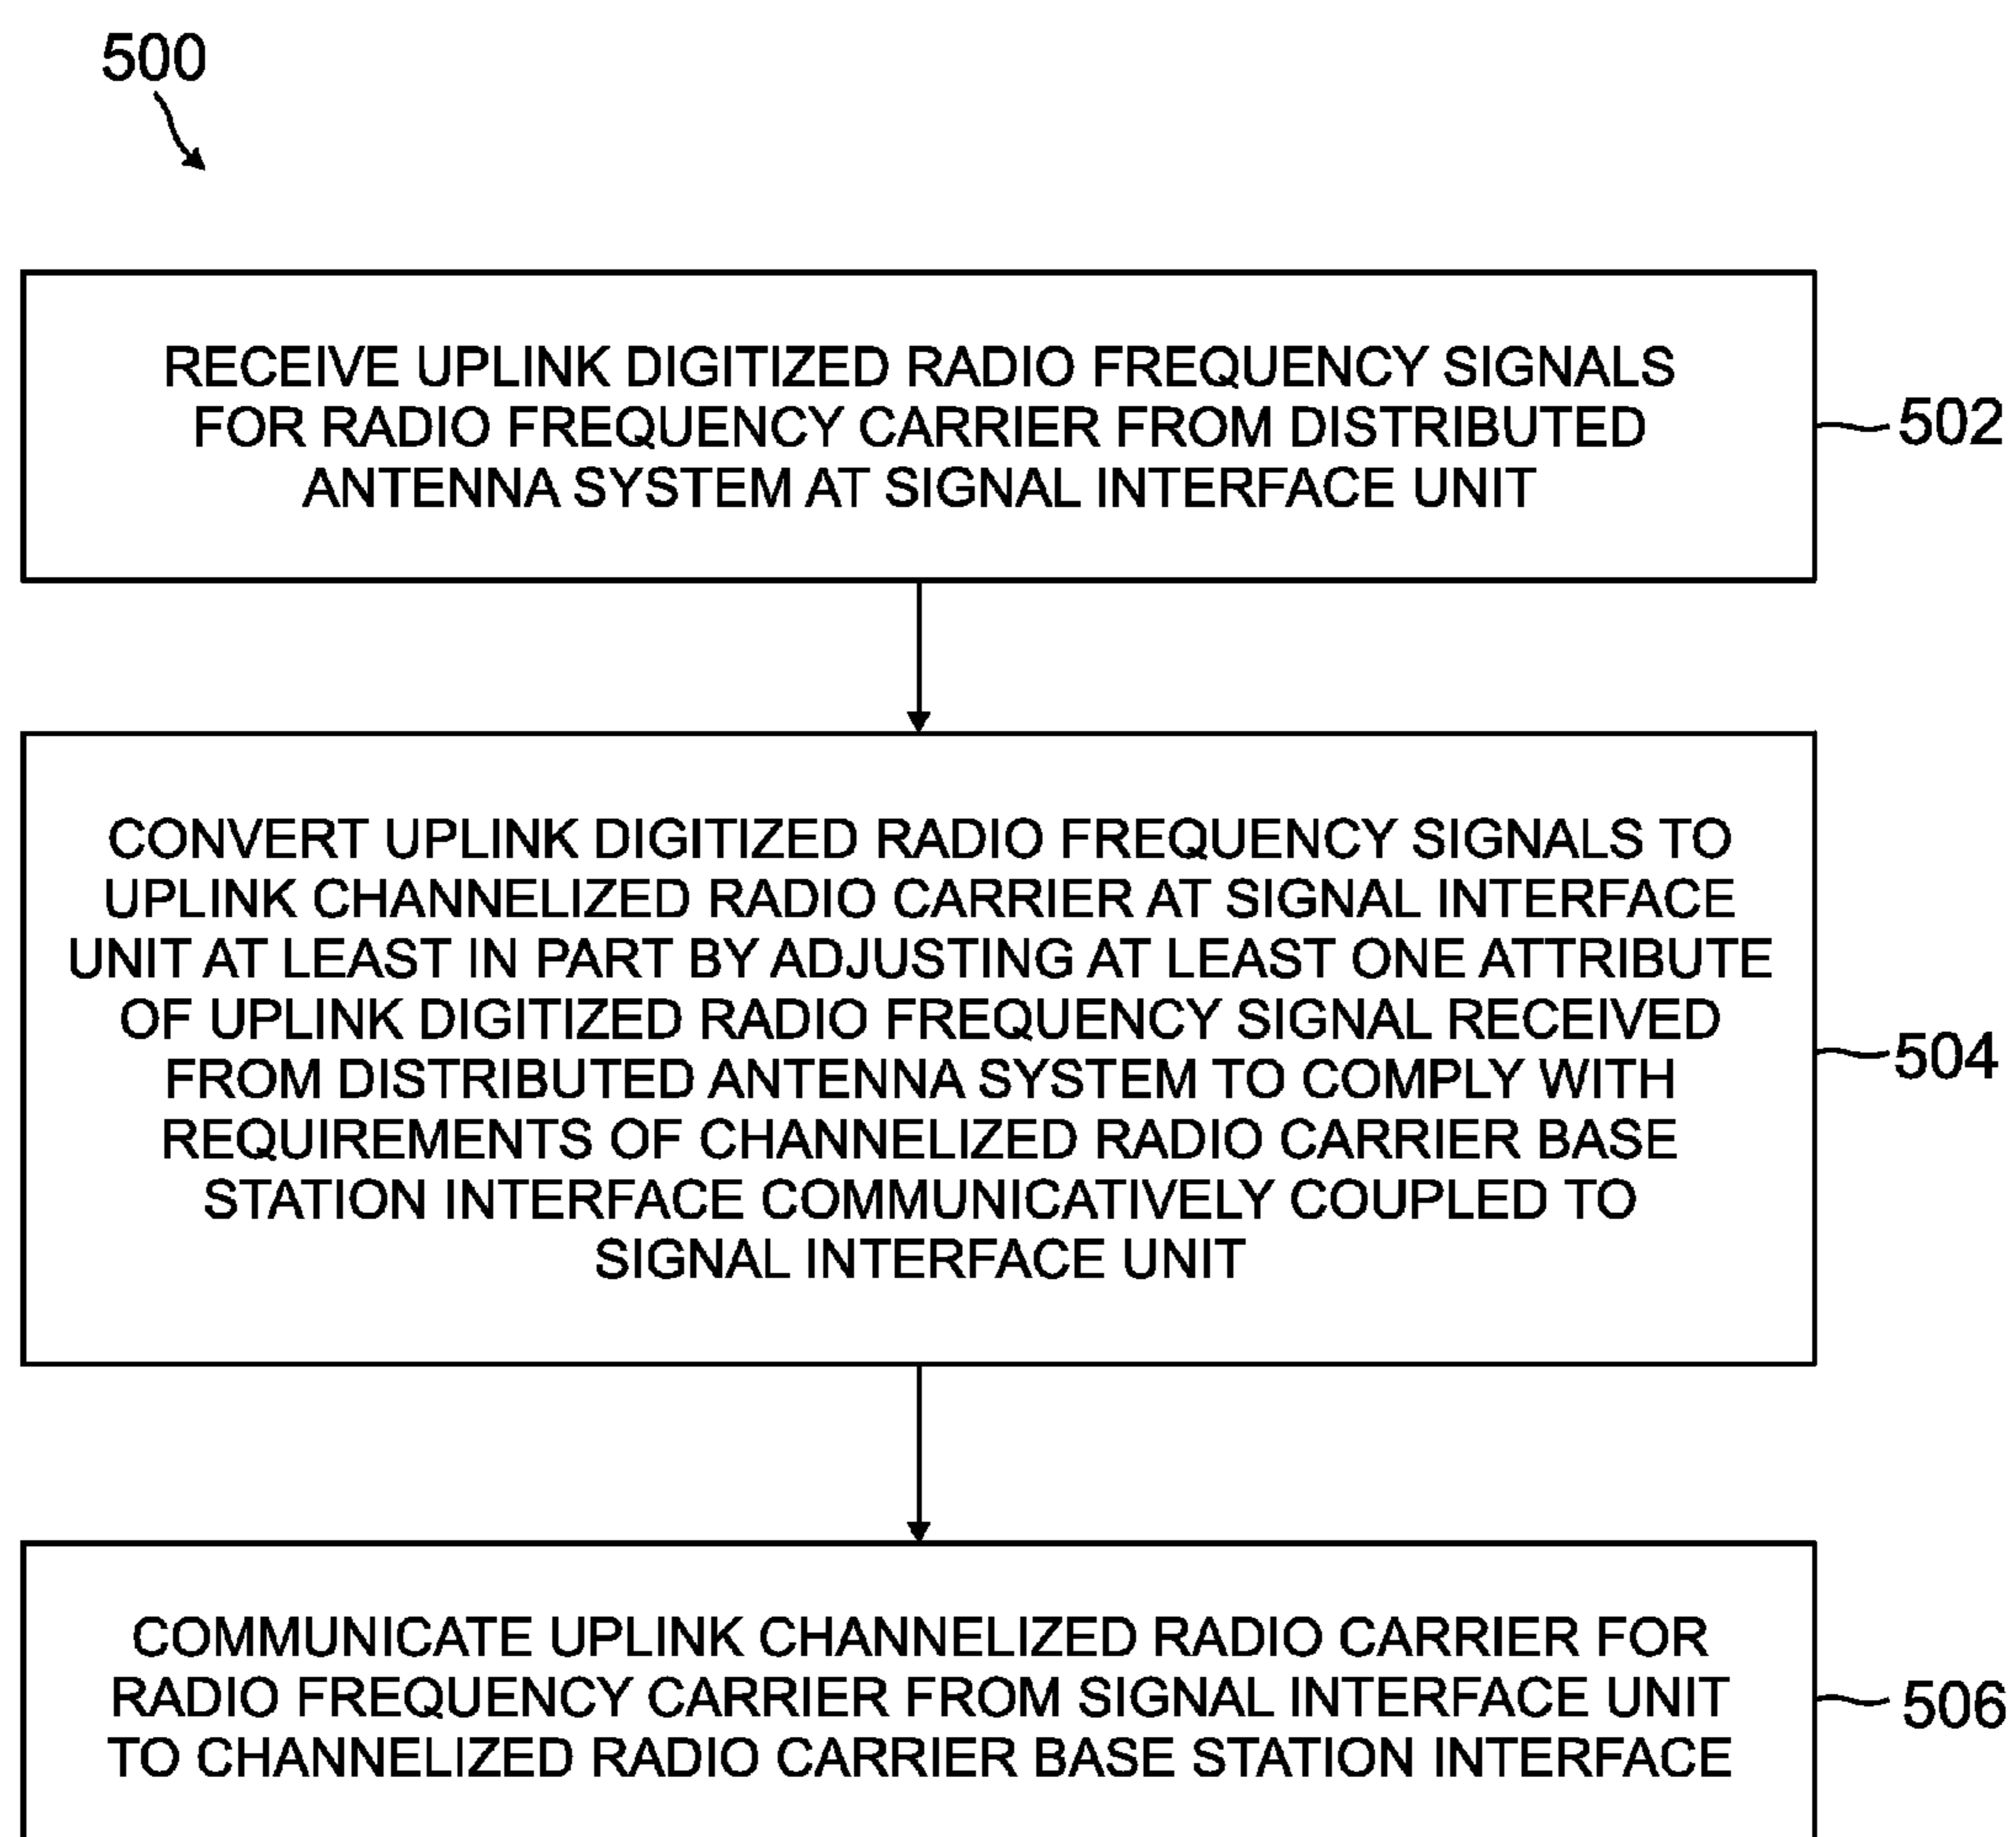 500
RECEIVE UPLINK DIGITIZED RADIO FREQUENCY SIGNALS
FOR RADIO FREQUENCY CARRIER FROM DISTRIBUTED
ANTENNA SYSTEM AT SIGNAL INTERFACE UNIT
502
CONVERT UPLINK DIGITIZED RADIO FREQUENCY SIGNALS TO
UPLINK CHANNELIZED RADIO CARRIER AT SIGNAL INTERFACE
UNIT AT LEAST IN PART BY ADJUSTING AT LEAST ONE ATTRIBUTE
OF UPLINK DIGITIZED RADIO FREQUENCY SIGNAL RECEIVED
FROM DISTRIBUTED ANTENNA SYSTEM TO COMPLY WITH
REQUIREMENTS OF CHANNELIZED RADIO CARRIER BASE
STATION INTERFACE COMMUNICATIVELY COUPLED TO
SIGNAL INTERFACE UNIT
504
COMMUNICATE UPLINK CHANNELIZED RADIO CARRIER FOR
RADIO FREQUENCY CARRIER FROM SIGNAL INTERFACE UNIT
TO CHANNELIZED RADIO CARRIER BASE STATION INTERFACE
506